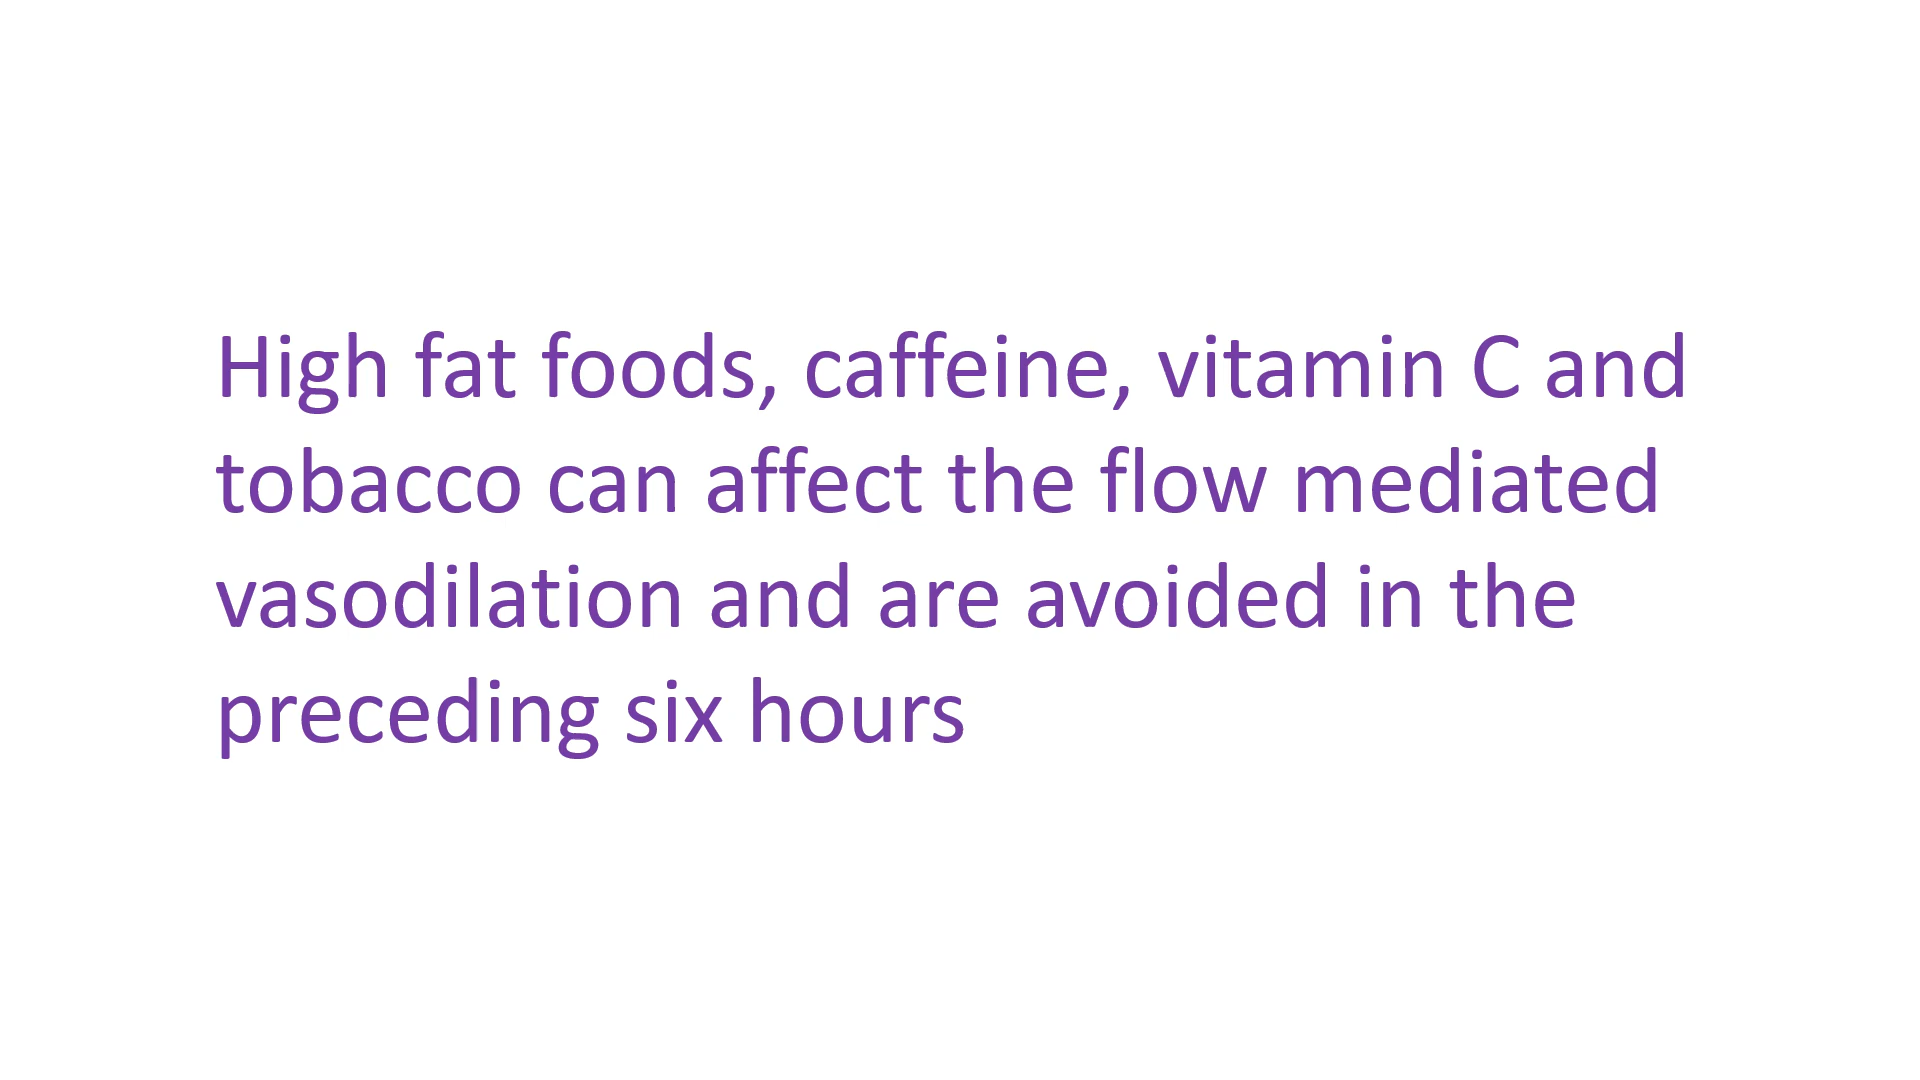 High fat foods, caffeine, vitamin C and
tobacco can affect the flow mediated
vasodilation and are avoided in the
preceding six hours